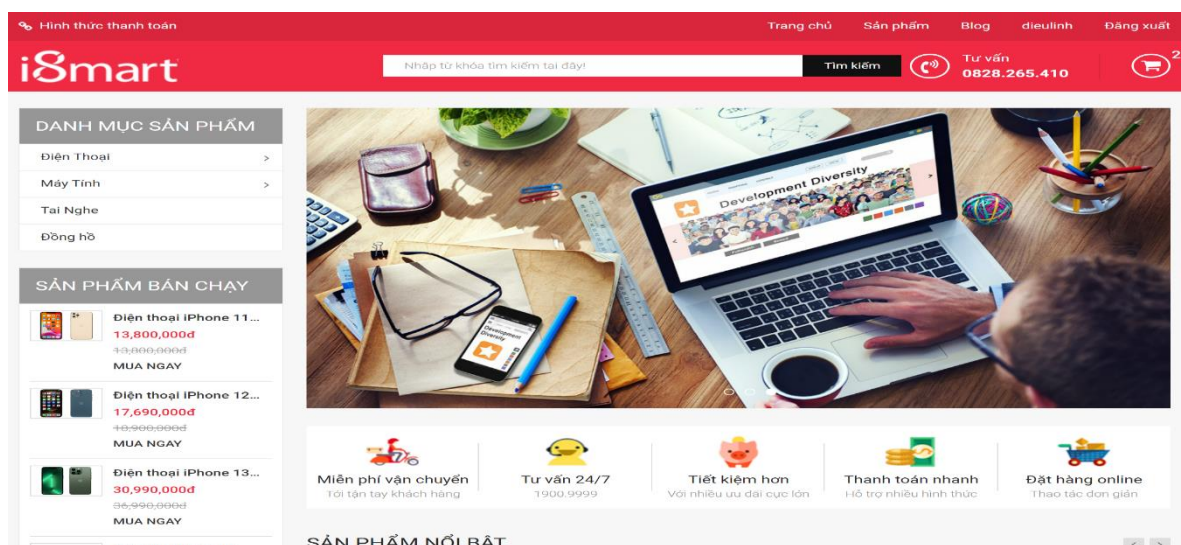 Hình thức thanh toán
Trang chủ Sản phẩm Blog dieulinh Đăng xuất
i8mart
Nhập từ khóa tìm kiếm tại đây!
Tìm kiếm
Tư vấn
0828.265.410
2
DANH MỤC SẢN PHẨM
Điện Thoại >
Máy Tính >
Tai Nghe
Đồng hồ
SẢN PHẨM BÁN CHẠY
Điện thoại iPhone 11...
13,800,000đ
MUA NGAY
Điện thoại iPhone 12...
17,690,000đ
18,900,000đ
MUA NGAY
Điện thoại iPhone 13...
30,990,000đ
36,990,000đ
MUA NGAY
Development Diversity
Development
Diversity
Miễn phí vận chuyển
Tới tận tay khách hàng
Tư vấn 24/7
1900.9999
Tiết kiệm hơn
Với nhiều ưu đãi cực lớn
Thanh toán nhanh
Hỗ trợ nhiều hình thức
Đặt hàng online
Thao tác đơn giản
SẢN PHẨM NỔI BẬT
< >